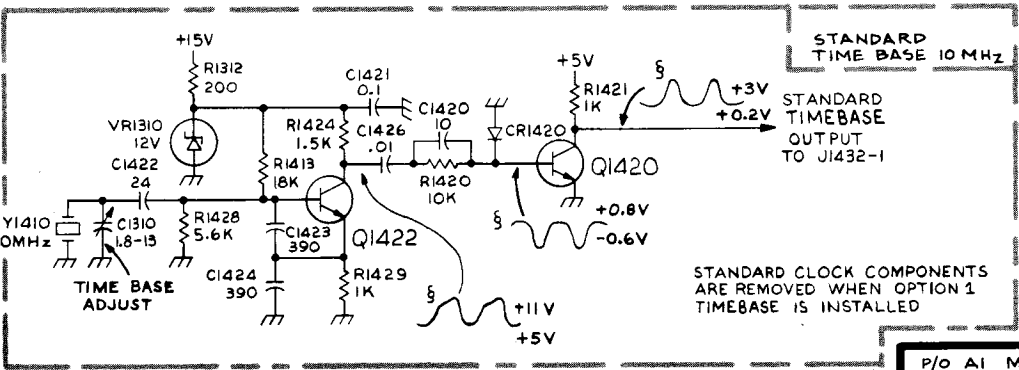 STANDARD
TIME BASE 10 MHz
+15V
R1312
200
VR1310
12V
C1421
0.1
R1424
1.5K
C1426
.01
C1420
10
R1420
10K
CR1420
+5V
R1421
1K
§
+3V
+0.2V
STANDARD
TIMEBASE
OUTPUT
TO J1432-1
Q1420
C1422
24
R1413
18K
Y1410
0MHz
C1310
1.8-13
R1428
5.6K
C1423
390
Q1422
C1424
390
R1429
1K
TIME BASE
ADJUST
§
+11V
+5V
§
+0.8V
-0.6V
STANDARD CLOCK COMPONENTS
ARE REMOVED WHEN OPTION 1
TIMEBASE IS INSTALLED
P/O A1 M